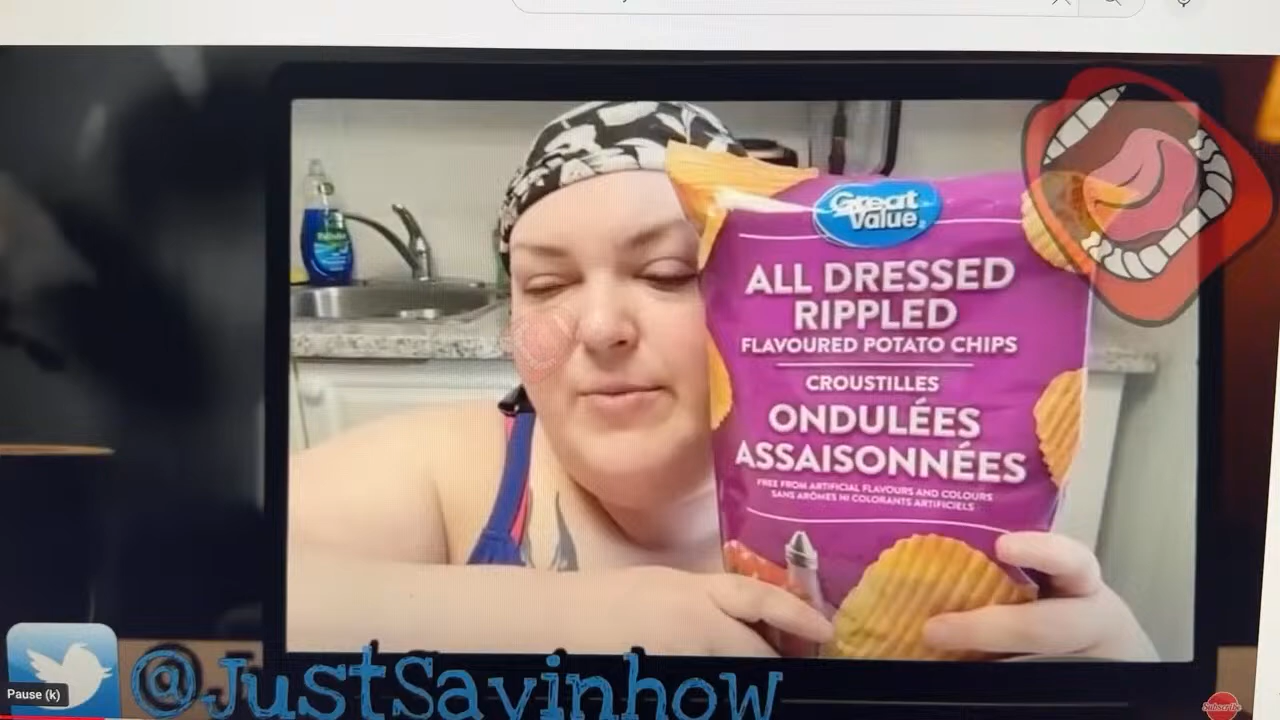 Great
Value
ALL DRESSED
RIPPLED
FLAVOURED POTATO CHIPS
CROUSTILLES
ONDULÉES
ASSAISONNÉES
FREE FROM ARTIFICIAL FLAVOURS AND COLOURS
SANS ARÔMES NI COLORANTS ARTIFICIELS
@JustSavinhow
Pause (k)
Subscribe